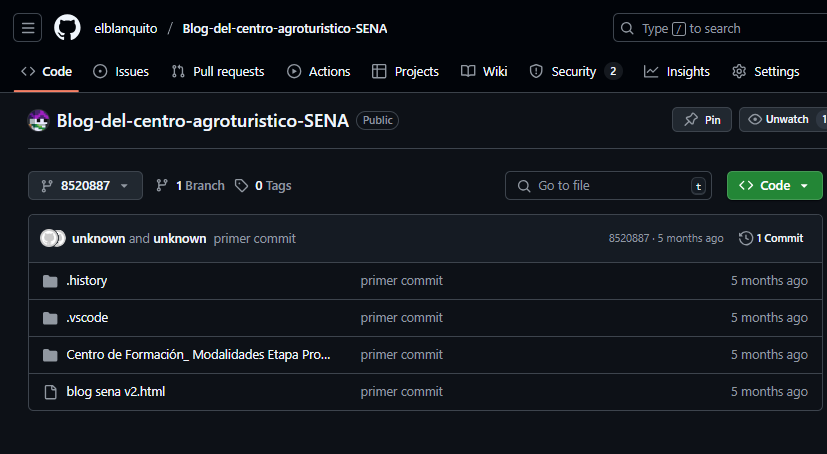 elblanquito / Blog-del-centro-agroturistico-SENA Type / to search
Code Issues Pull requests Actions Projects Wiki Security 2 Insights Settings
Blog-del-centro-agroturistico-SENA Public Pin Unwatch 1
8520887 1 Branch 0 Tags Go to file t Code
unknown and unknown primer commit 8520887 · 5 months ago 1 Commit
.history primer commit 5 months ago
.vscode primer commit 5 months ago
Centro de Formación_ Modalidades Etapa Pro... primer commit 5 months ago
blog sena v2.html primer commit 5 months ago